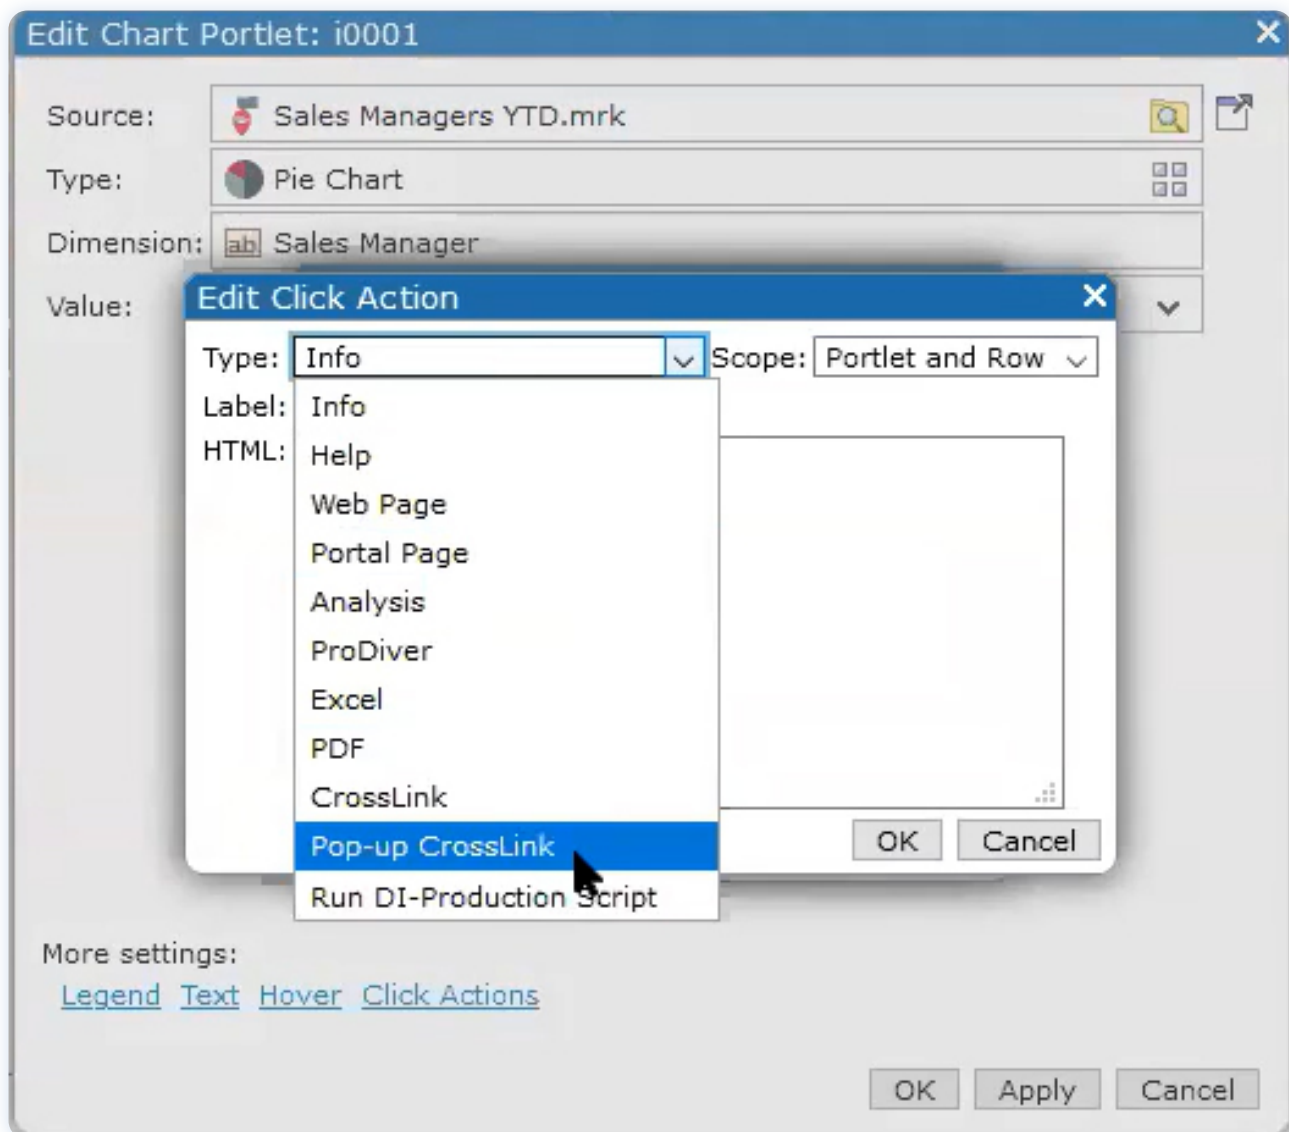 Edit Chart Portlet: i0001
Source: Sales Managers YTD.mrk
Type: Pie Chart
Dimension: ab Sales Manager
Value:
Edit Click Action
Type: Info Scope: Portlet and Row
Label:
HTML:
Info
Help
Web Page
Portal Page
Analysis
ProDiver
Excel
PDF
CrossLink
Pop-up CrossLink
Run DI-Production Script
OK Cancel
More settings:
Legend Text Hover Click Actions
OK Apply Cancel